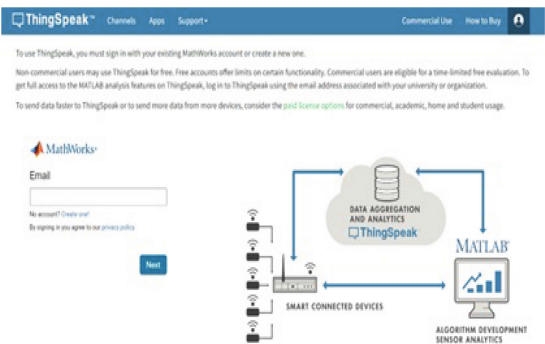 ThingSpeak™ Channels Apps Support Commercial Use How to Buy
To use ThingSpeak, you must sign in with your existing MathWorks account or create a new one.
Non-commercial users may use ThingSpeak for free. Free accounts offer limits on certain functionality. Commercial users are eligible for a time-limited free evaluation. To
get full access to the MATLAB analysis features on ThingSpeak, log in to ThingSpeak using the email address associated with your university or organization.
To send data faster to ThingSpeak or to send more data from more devices, consider the paid license options for commercial, academic, home and student usage.
MathWorks®
Email
No account? Create one!
By signing in you agree to our privacy policy.
Next
DATA AGGREGATION
AND ANALYTICS
ThingSpeak
SMART CONNECTED DEVICES
MATLAB
ALGORITHM DEVELOPMENT
SENSOR ANALYTICS